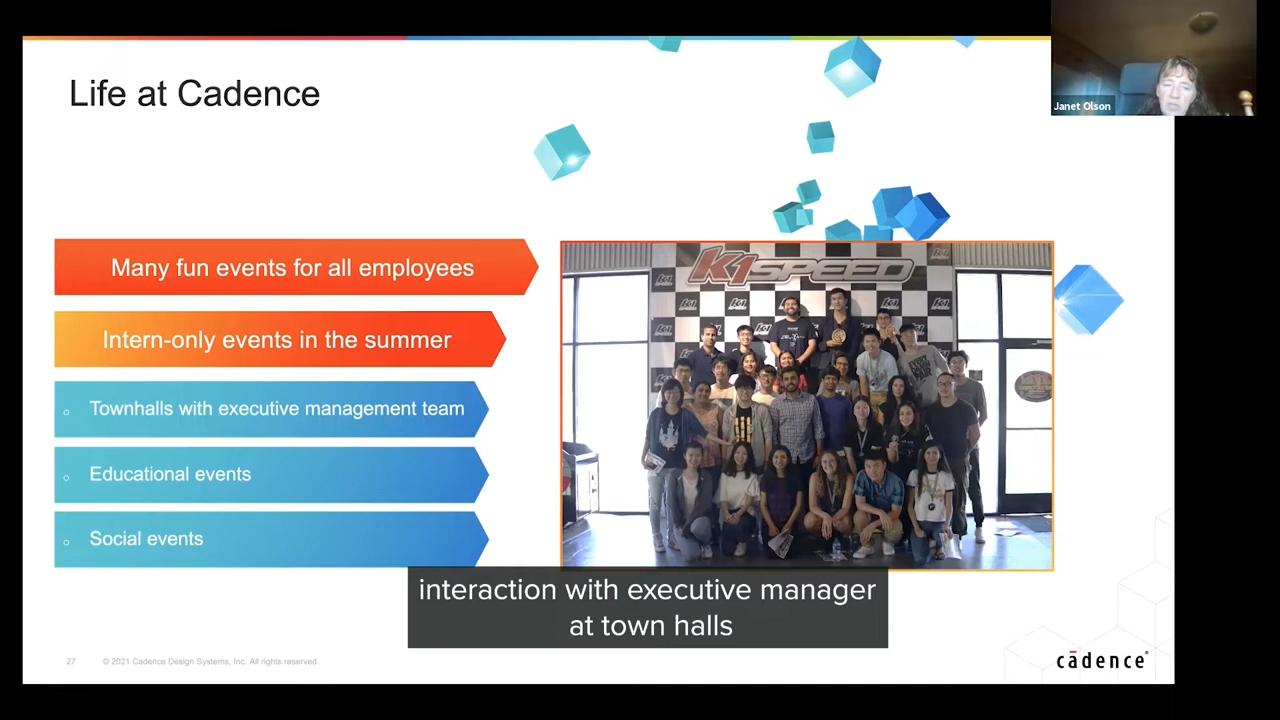 Life at Cadence
Janet Olson
Many fun events for all employees
Intern-only events in the summer
Townhalls with executive management team
Educational events
Social events
K1 SPEED
interaction with executive manager
at town halls
27 © 2021 Cadence Design Systems, Inc. All rights reserved.
cādence®